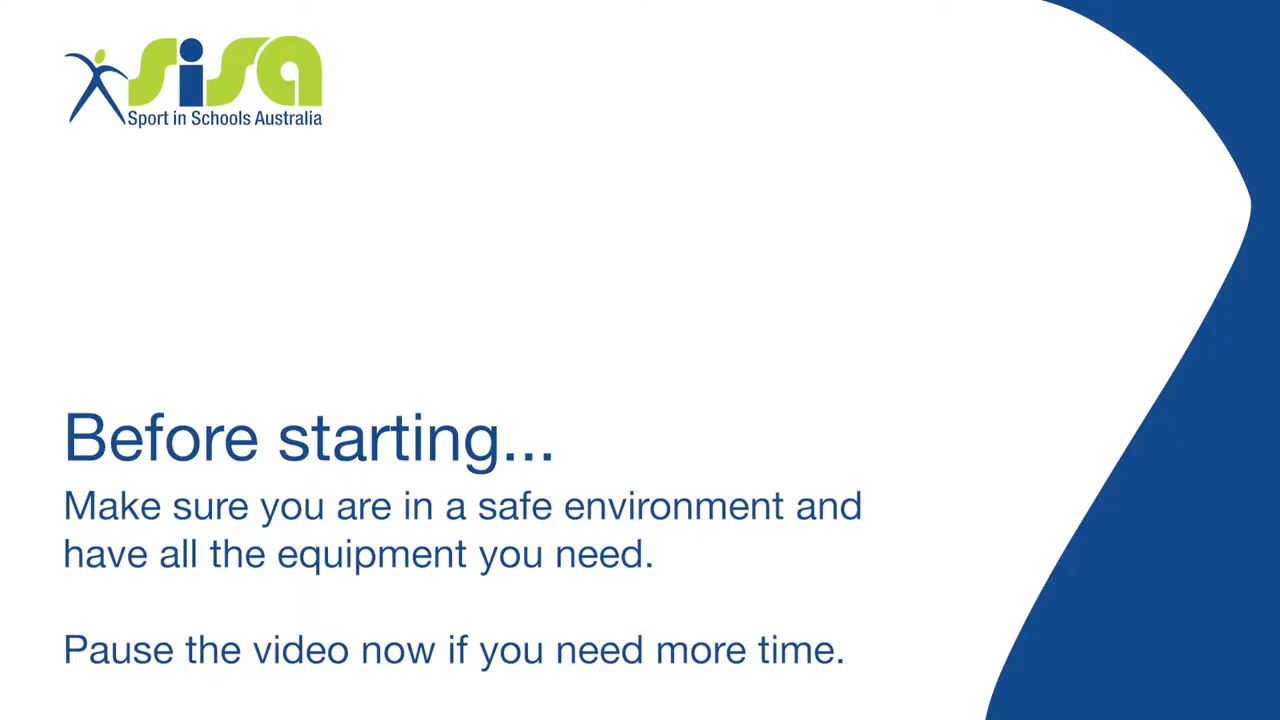 sisa
Sport in Schools Australia
Before starting...
Make sure you are in a safe environment and
have all the equipment you need.
Pause the video now if you need more time.